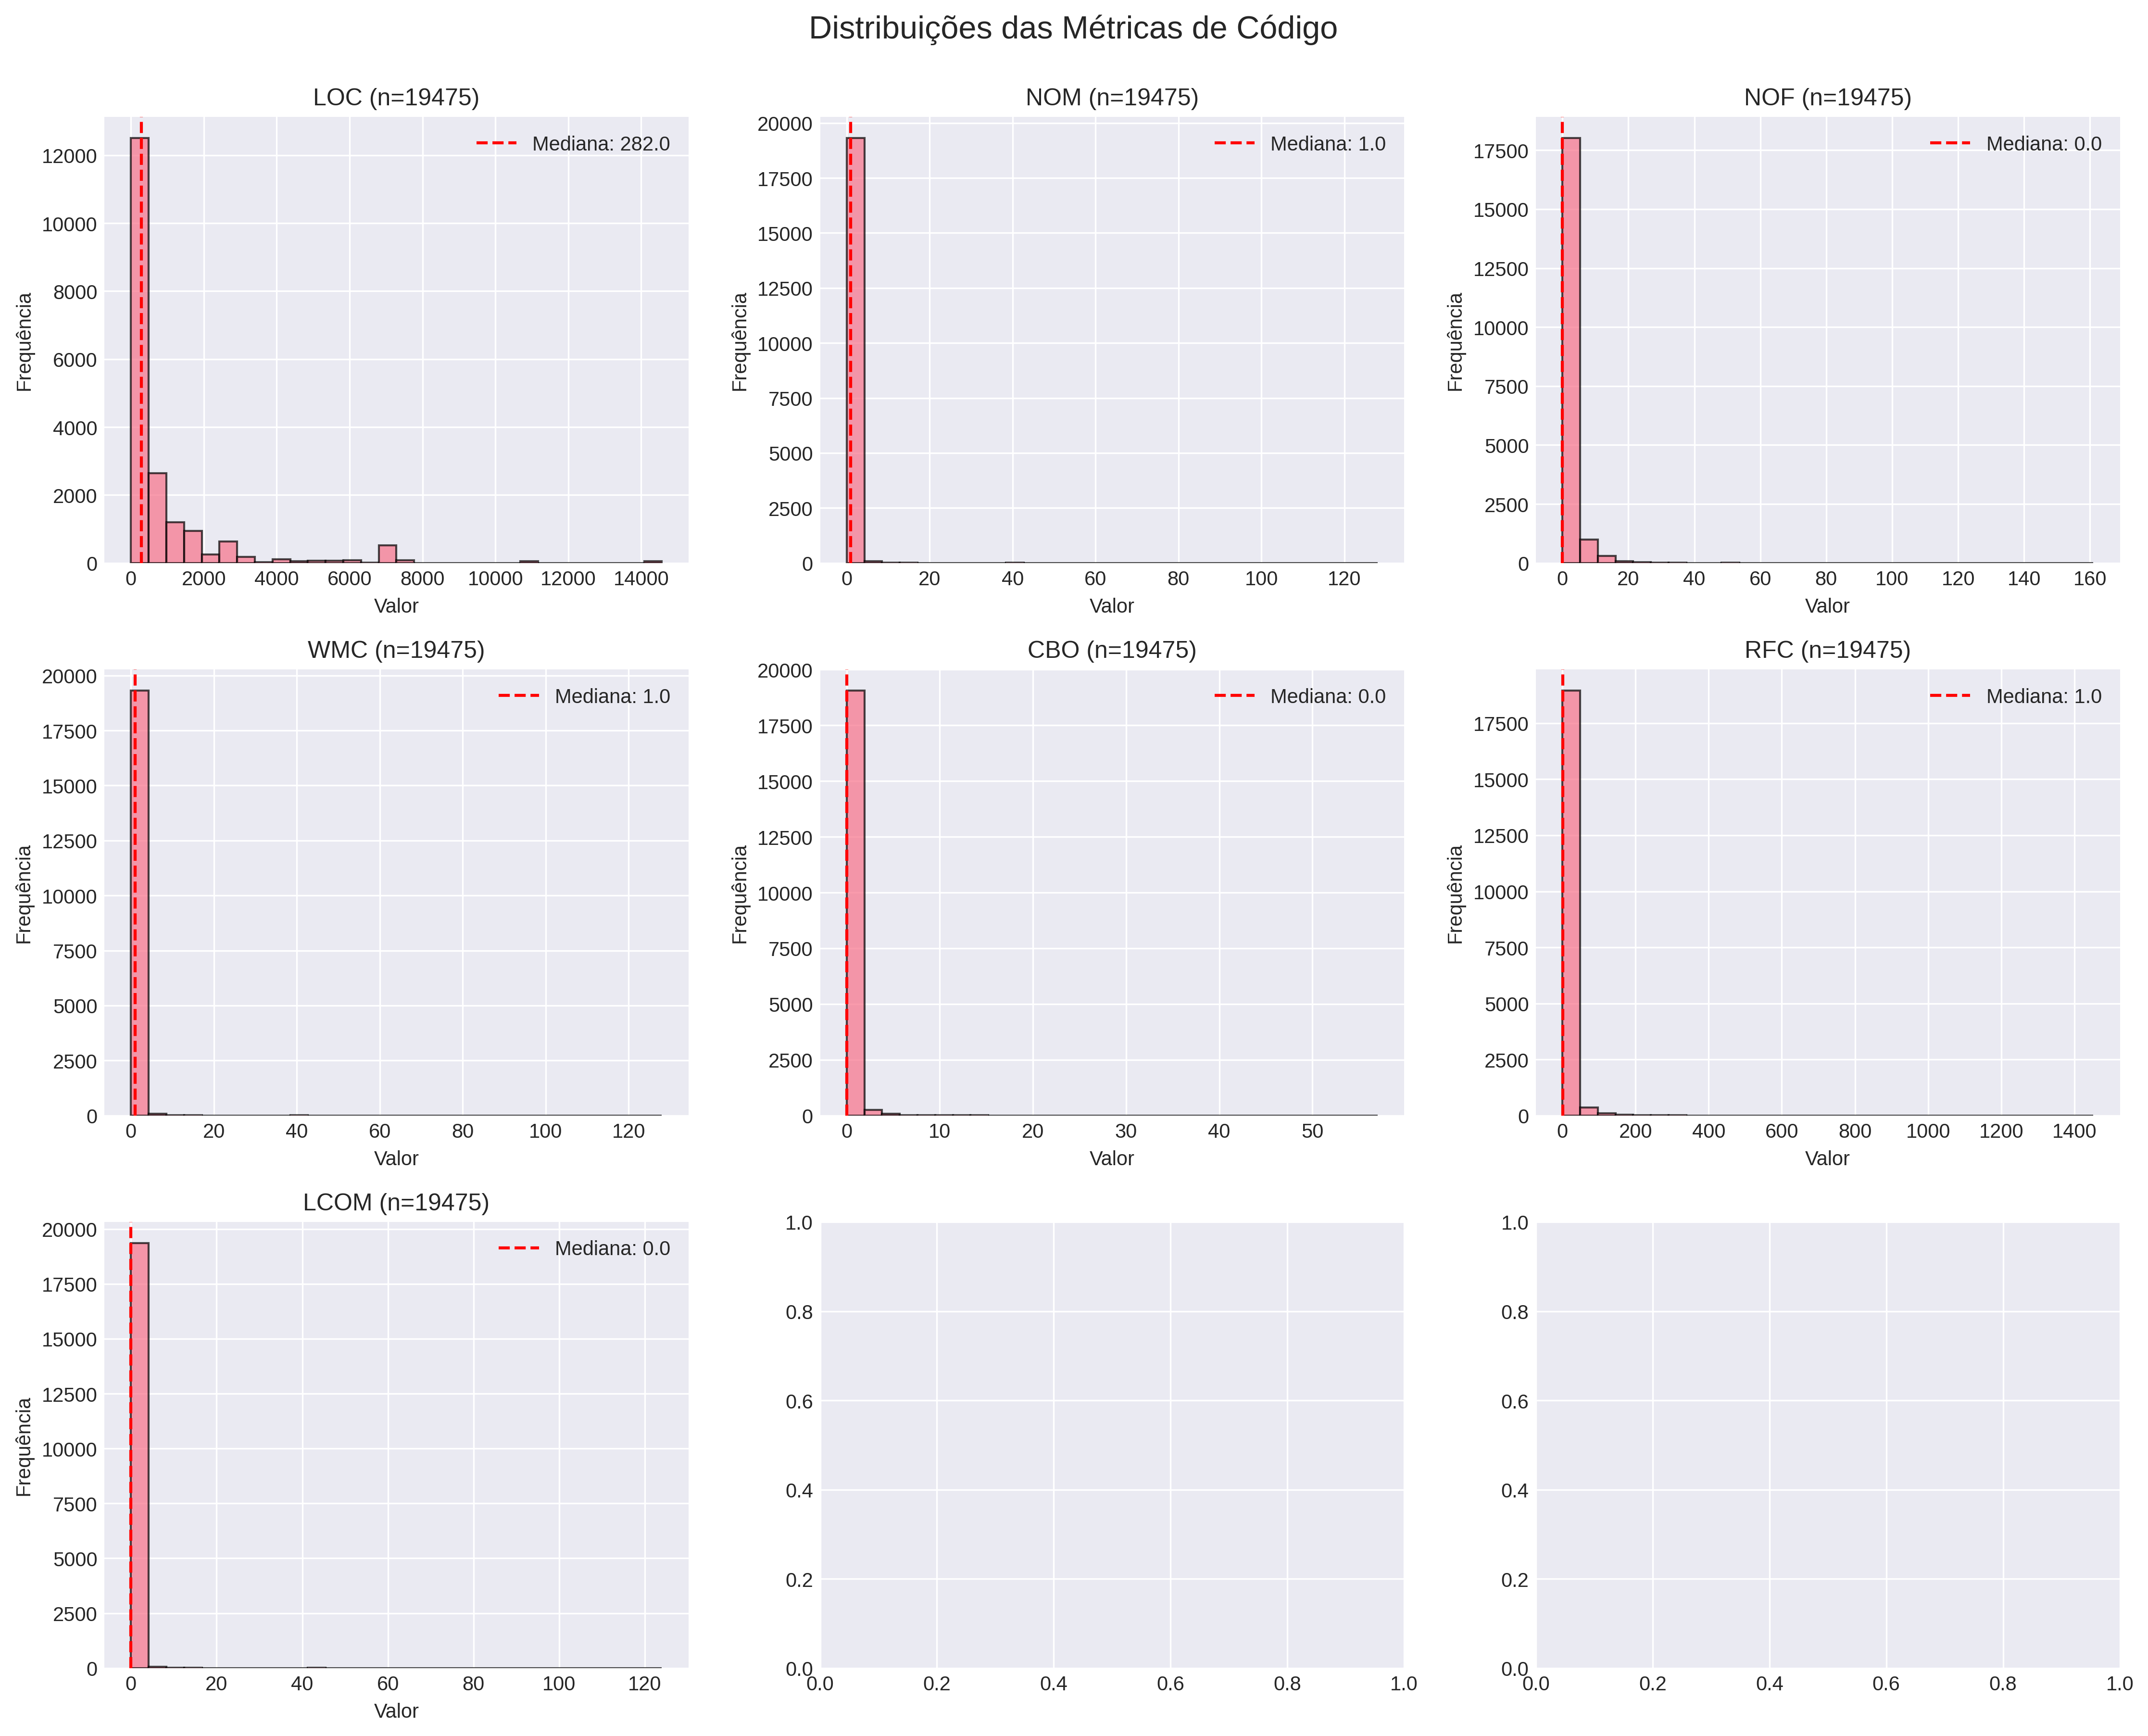 Distribuições das Métricas de Código
LOC (n=19475)
Mediana: 282.0
12000
10000
8000
6000
4000
2000
0
Frequência
0 2000 4000 6000 8000 10000 12000 14000
Valor
NOM (n=19475)
Mediana: 1.0
20000
17500
15000
12500
10000
7500
5000
2500
0
Frequência
0 20 40 60 80 100 120
Valor
NOF (n=19475)
Mediana: 0.0
17500
15000
12500
10000
7500
5000
2500
0
Frequência
0 20 40 60 80 100 120 140 160
Valor
WMC (n=19475)
Mediana: 1.0
20000
17500
15000
12500
10000
7500
5000
2500
0
Frequência
0 20 40 60 80 100 120
Valor
CBO (n=19475)
Mediana: 0.0
20000
17500
15000
12500
10000
7500
5000
2500
0
Frequência
0 10 20 30 40 50
Valor
RFC (n=19475)
Mediana: 1.0
17500
15000
12500
10000
7500
5000
2500
0
Frequência
0 200 400 600 800 1000 1200 1400
Valor
LCOM (n=19475)
Mediana: 0.0
20000
17500
15000
12500
10000
7500
5000
2500
0
Frequência
0 20 40 60 80 100 120
Valor
1.0
0.8
0.6
0.4
0.2
0.0
0.0 0.2 0.4 0.6 0.8 1.0
1.0
0.8
0.6
0.4
0.2
0.0
0.0 0.2 0.4 0.6 0.8 1.0